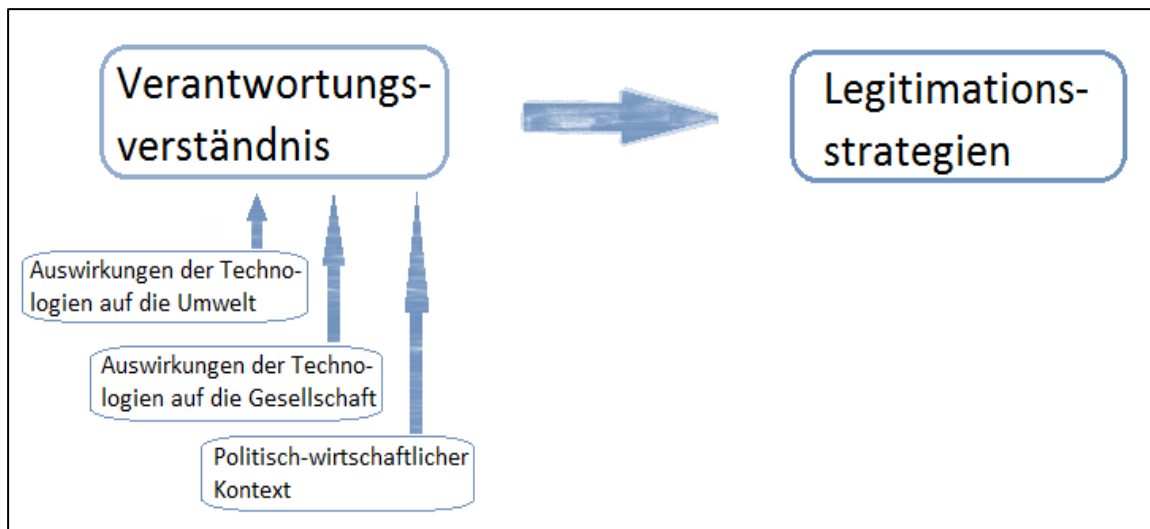 Verantwortungs-
verständnis
Legitimations-
strategien
Auswirkungen der Techno-
logien auf die Umwelt
Auswirkungen der Techno-
logien auf die Gesellschaft
Politisch-wirtschaftlicher
Kontext